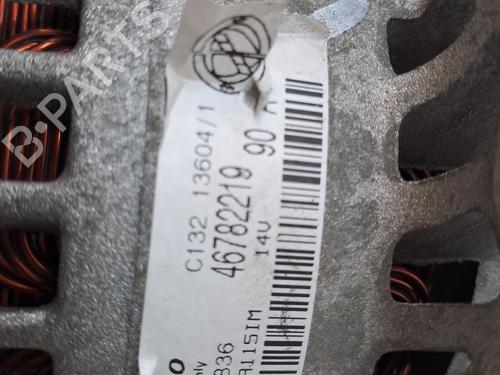 C132 13604/1
46782219 90 A
14V
336
A115IM
B-PARTS